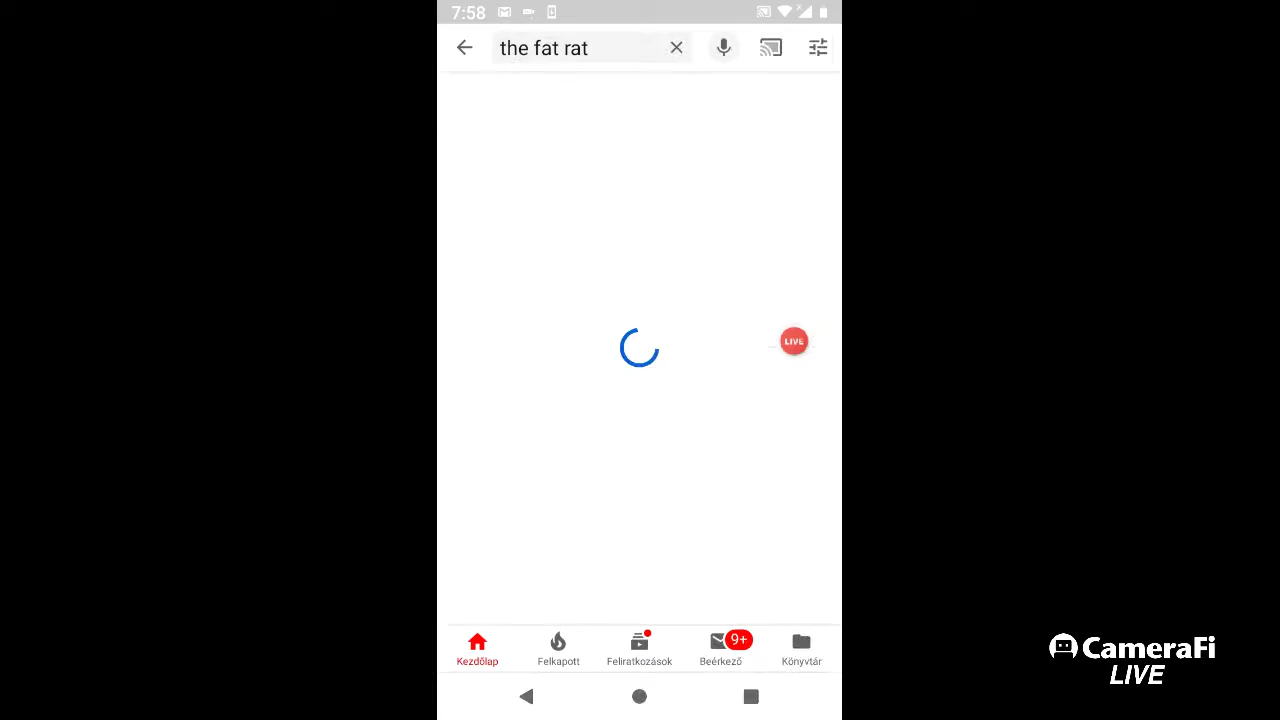 7:58
the fat rat
LIVE
9+
Kezdőlap
Felkapott
Feliratkozások
Beérkező
Könyvtár
CameraFi
LIVE